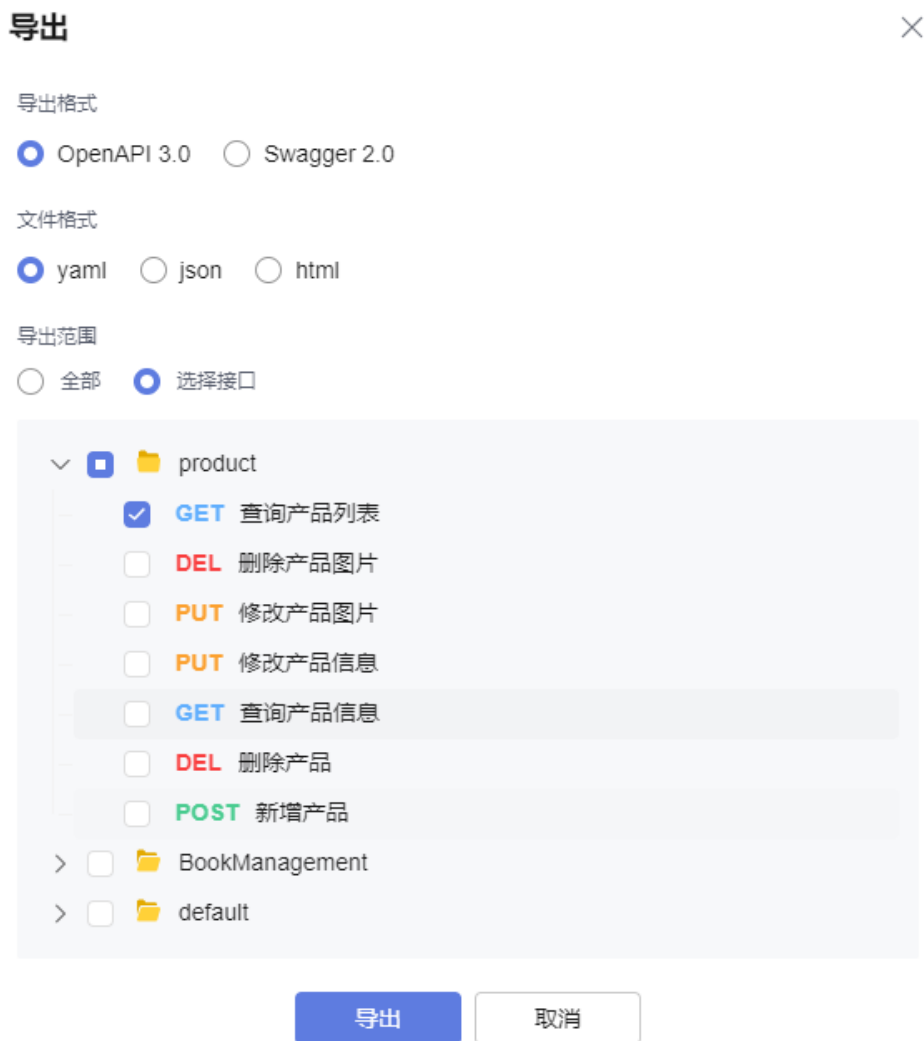 导出
导出格式
OpenAPI 3.0 Swagger 2.0
文件格式
yaml json html
导出范围
全部 选择接口
product
GET 查询产品列表
DEL 删除产品图片
PUT 修改产品图片
PUT 修改产品信息
GET 查询产品信息
DEL 删除产品
POST 新增产品
BookManagement
default
导出 取消